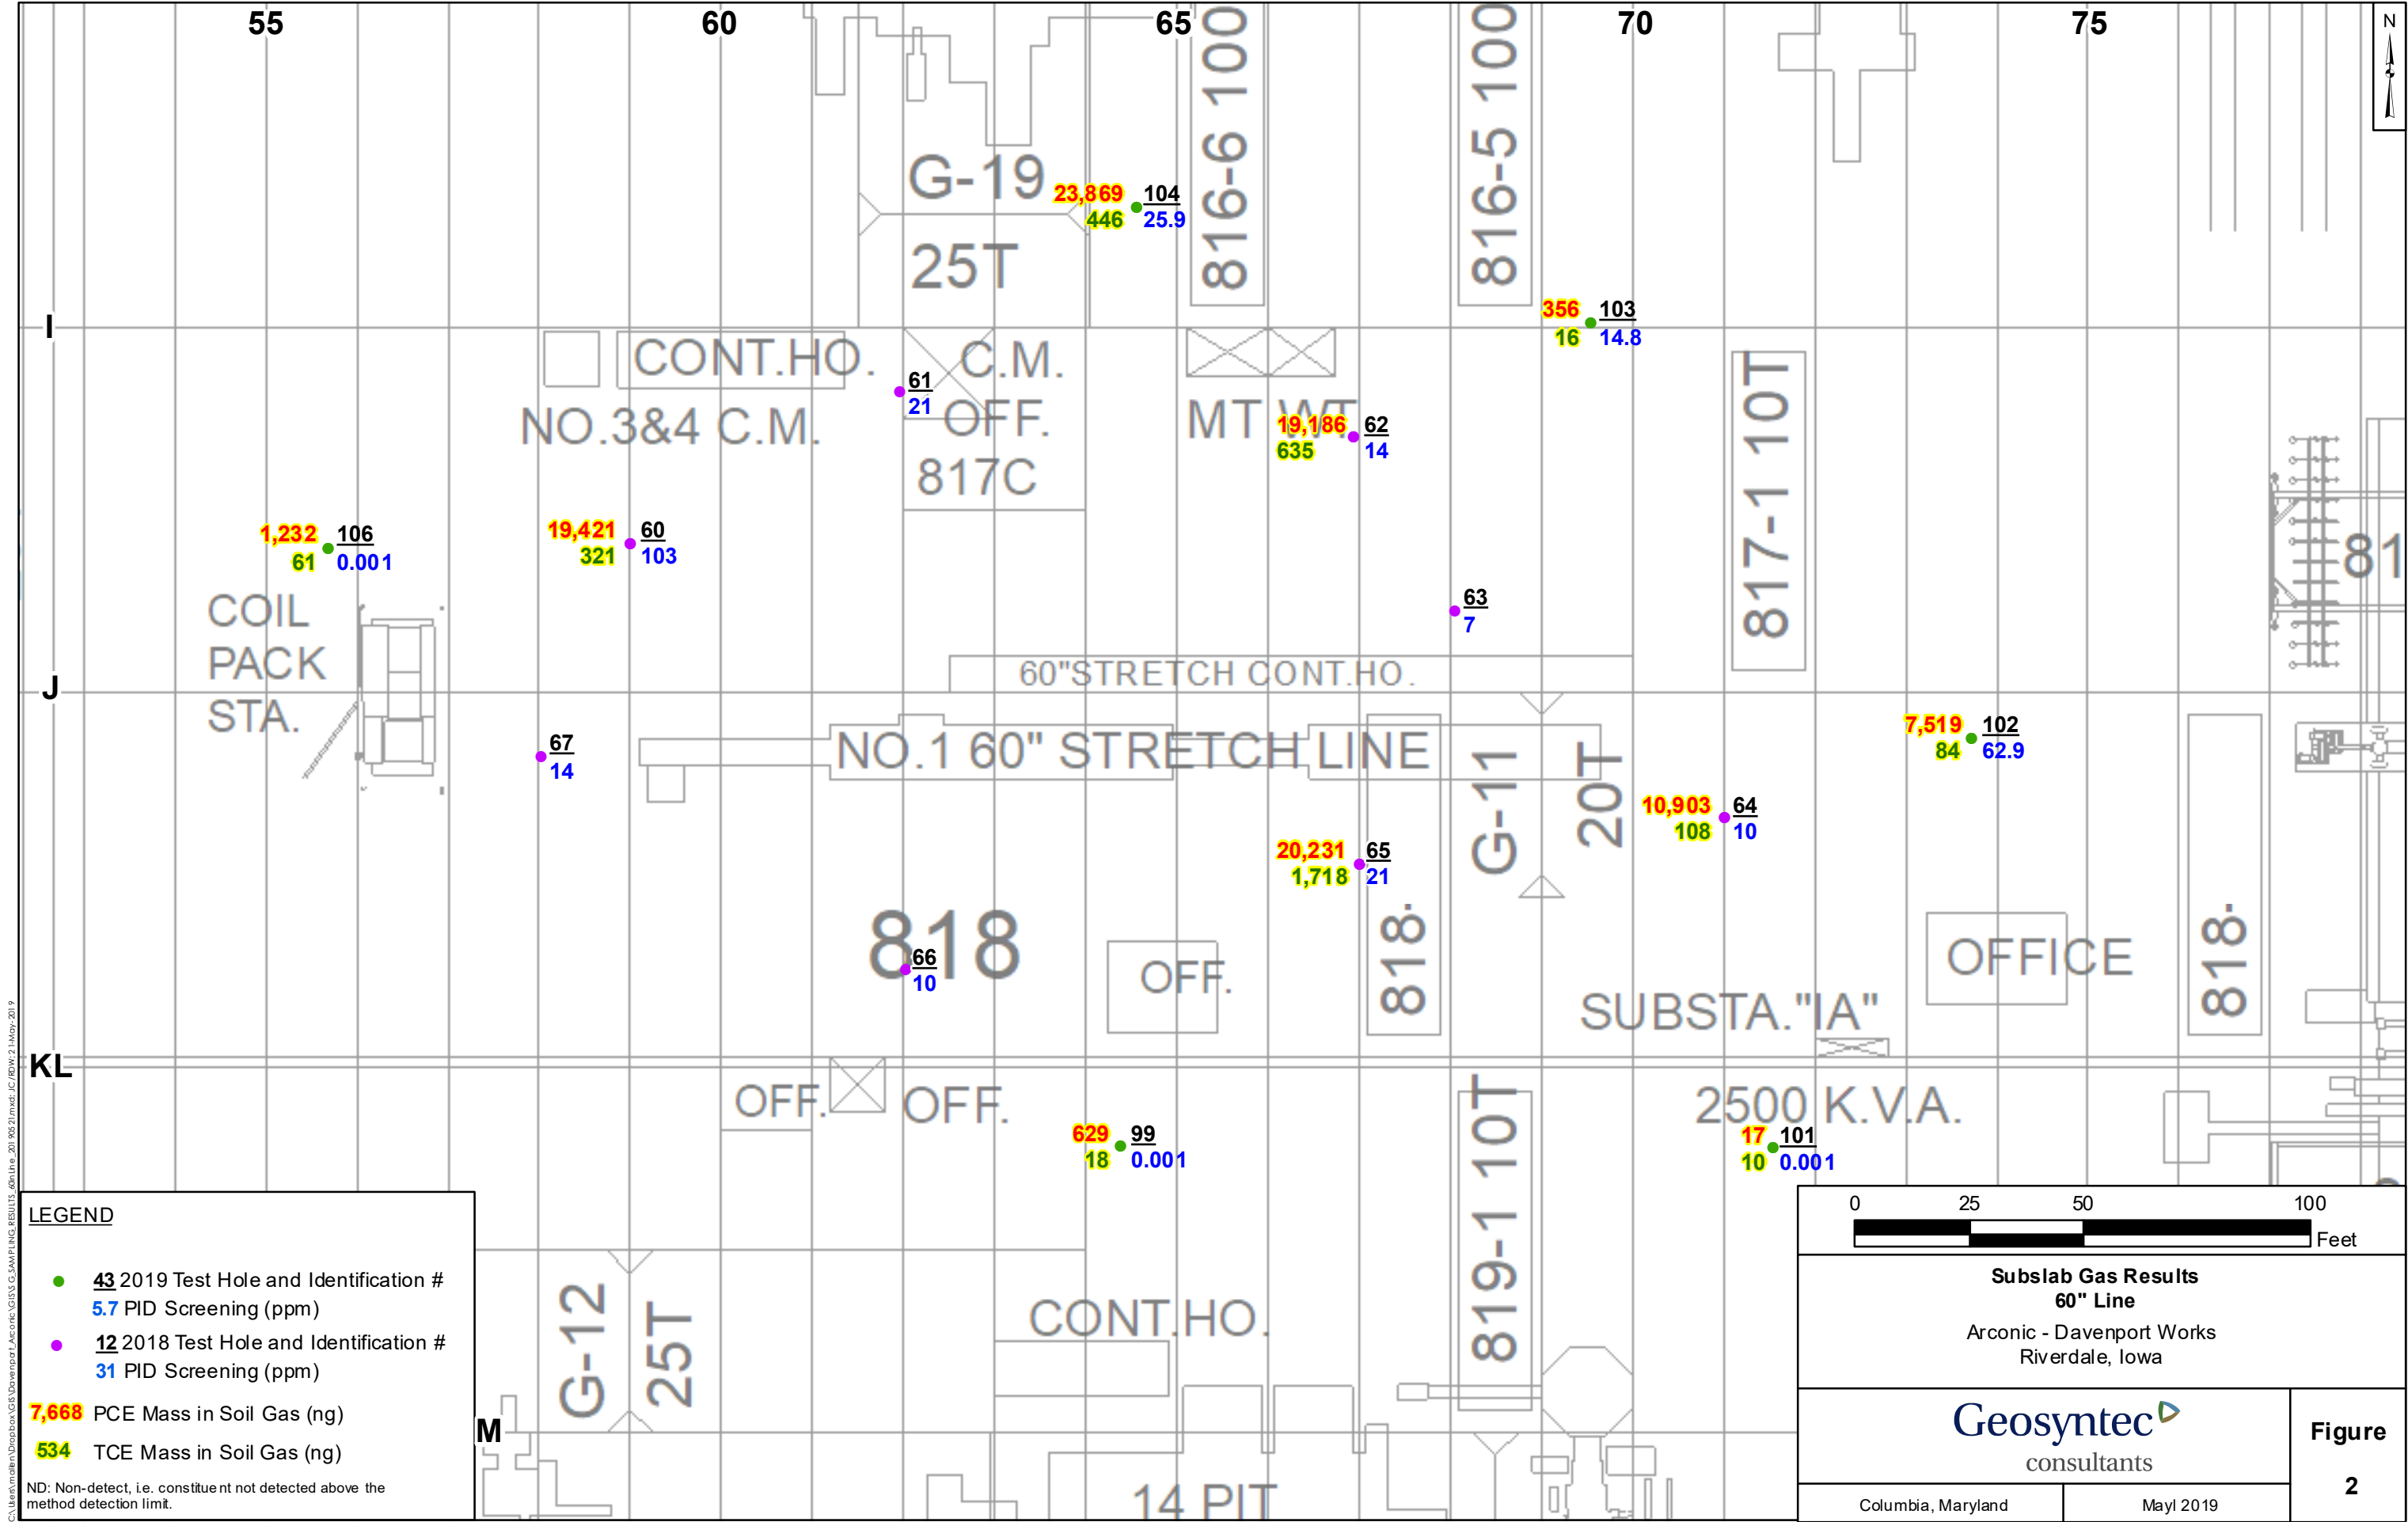 55
60
65
70
75
N
816-6 100
816-5 100
G-19
25T
23,869 104
446 25.9
356 103
16 14.8
I
CONT.HO.
C.M.
OFF.
817C
NO.3&4 C.M.
61
21
MT WT
19,186 62
635 14
817-1 10T
1,232 106
61 0.001
19,421 60
321 103
81
63
7
COIL
PACK
STA.
60"STRETCH CONT.HO.
J
67
14
NO.1 60" STRETCH LINE
G-11
20T
7,519 102
84 62.9
10,903 64
108 10
20,231 65
1,718 21
818
66
10
OFF.
818.
OFFICE
818.
SUBSTA."IA"
KL
OFF.
OFF.
2500 K.V.A.
629 99
18 0.001
17 101
10 0.001
819-1 10T
G-12
25T
CONT.HO.
M
14 PIT
LEGEND
43 2019 Test Hole and Identification #
5.7 PID Screening (ppm)
12 2018 Test Hole and Identification #
31 PID Screening (ppm)
7,668 PCE Mass in Soil Gas (ng)
534 TCE Mass in Soil Gas (ng)
ND: Non-detect, i.e. constituent not detected above the
method detection limit.
0 25 50 100
Feet
Subslab Gas Results
60" Line
Arconic - Davenport Works
Riverdale, Iowa
Geosyntec
consultants
Figure
2
Columbia, Maryland
Mayl 2019